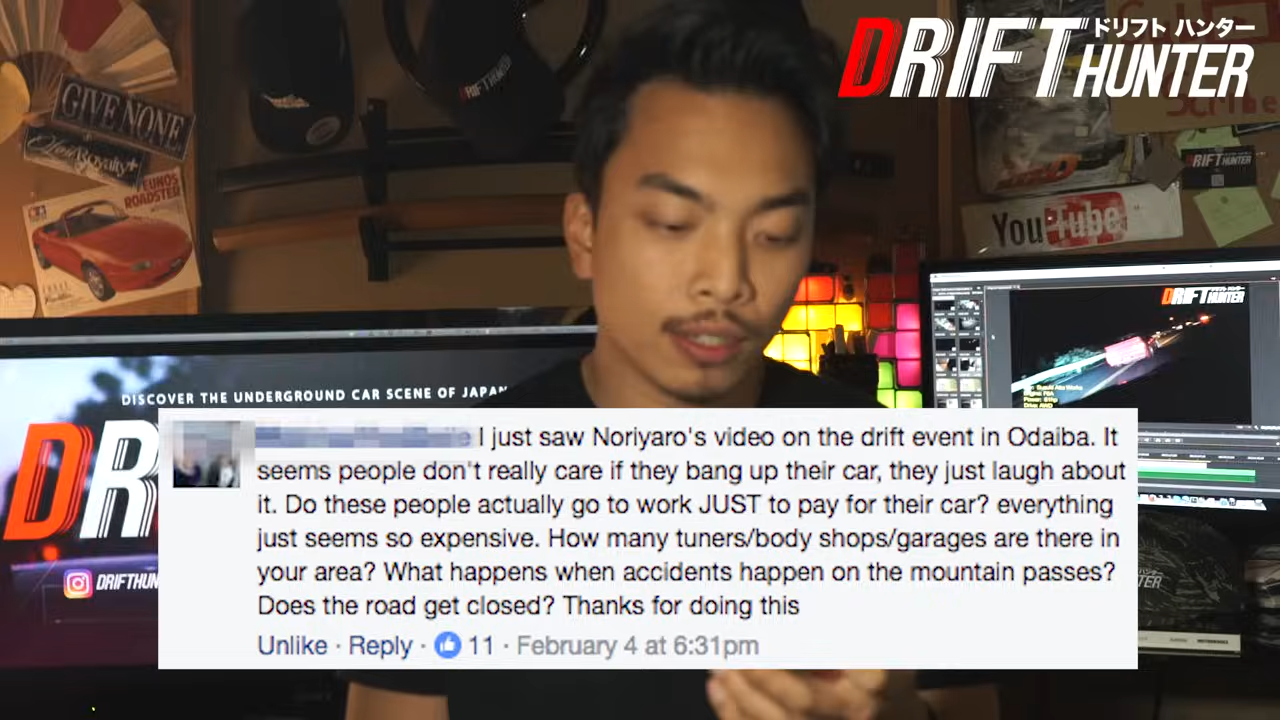 DRIFT HUNTER
ドリフト ハンター
GIVE NONE
DRIFTHUNTER
EUNOS
ROADSTER
DRIFT HUNTER
YouTube
DRIFT HUNTER
DISCOVER THE UNDERGROUND CAR SCENE OF JAPAN
DR
DRIFTHUN
I just saw Noriyaro's video on the drift event in Odaiba. It
seems people don't really care if they bang up their car, they just laugh about
it. Do these people actually go to work JUST to pay for their car? everything
just seems so expensive. How many tuners/body shops/garages are there in
your area? What happens when accidents happen on the mountain passes?
Does the road get closed? Thanks for doing this
Unlike · Reply · 11 · February 4 at 6:31pm